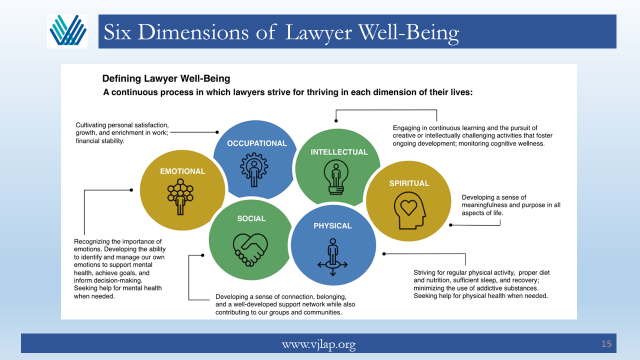 Six Dimensions of Lawyer Well-Being
Defining Lawyer Well-Being
A continuous process in which lawyers strive for thriving in each dimension of their lives:
Cultivating personal satisfaction,
growth, and enrichment in work;
financial stability.
Engaging in continuous learning and the pursuit of
creative or intellectually challenging activities that foster
ongoing development; monitoring cognitive wellness.
OCCUPATIONAL
INTELLECTUAL
EMOTIONAL
SPIRITUAL
SOCIAL
PHYSICAL
Developing a sense of
meaningfulness and purpose in all
aspects of life.
Recognizing the importance of
emotions. Developing the ability
to identify and manage our own
emotions to support mental
health, achieve goals, and
inform decision-making.
Seeking help for mental health
when needed.
Developing a sense of connection, belonging,
and a well-developed support network while also
contributing to our groups and communities.
Striving for regular physical activity, proper diet
and nutrition, sufficient sleep, and recovery;
minimizing the use of addictive substances.
Seeking help for physical health when needed.
www.vjlap.org
15